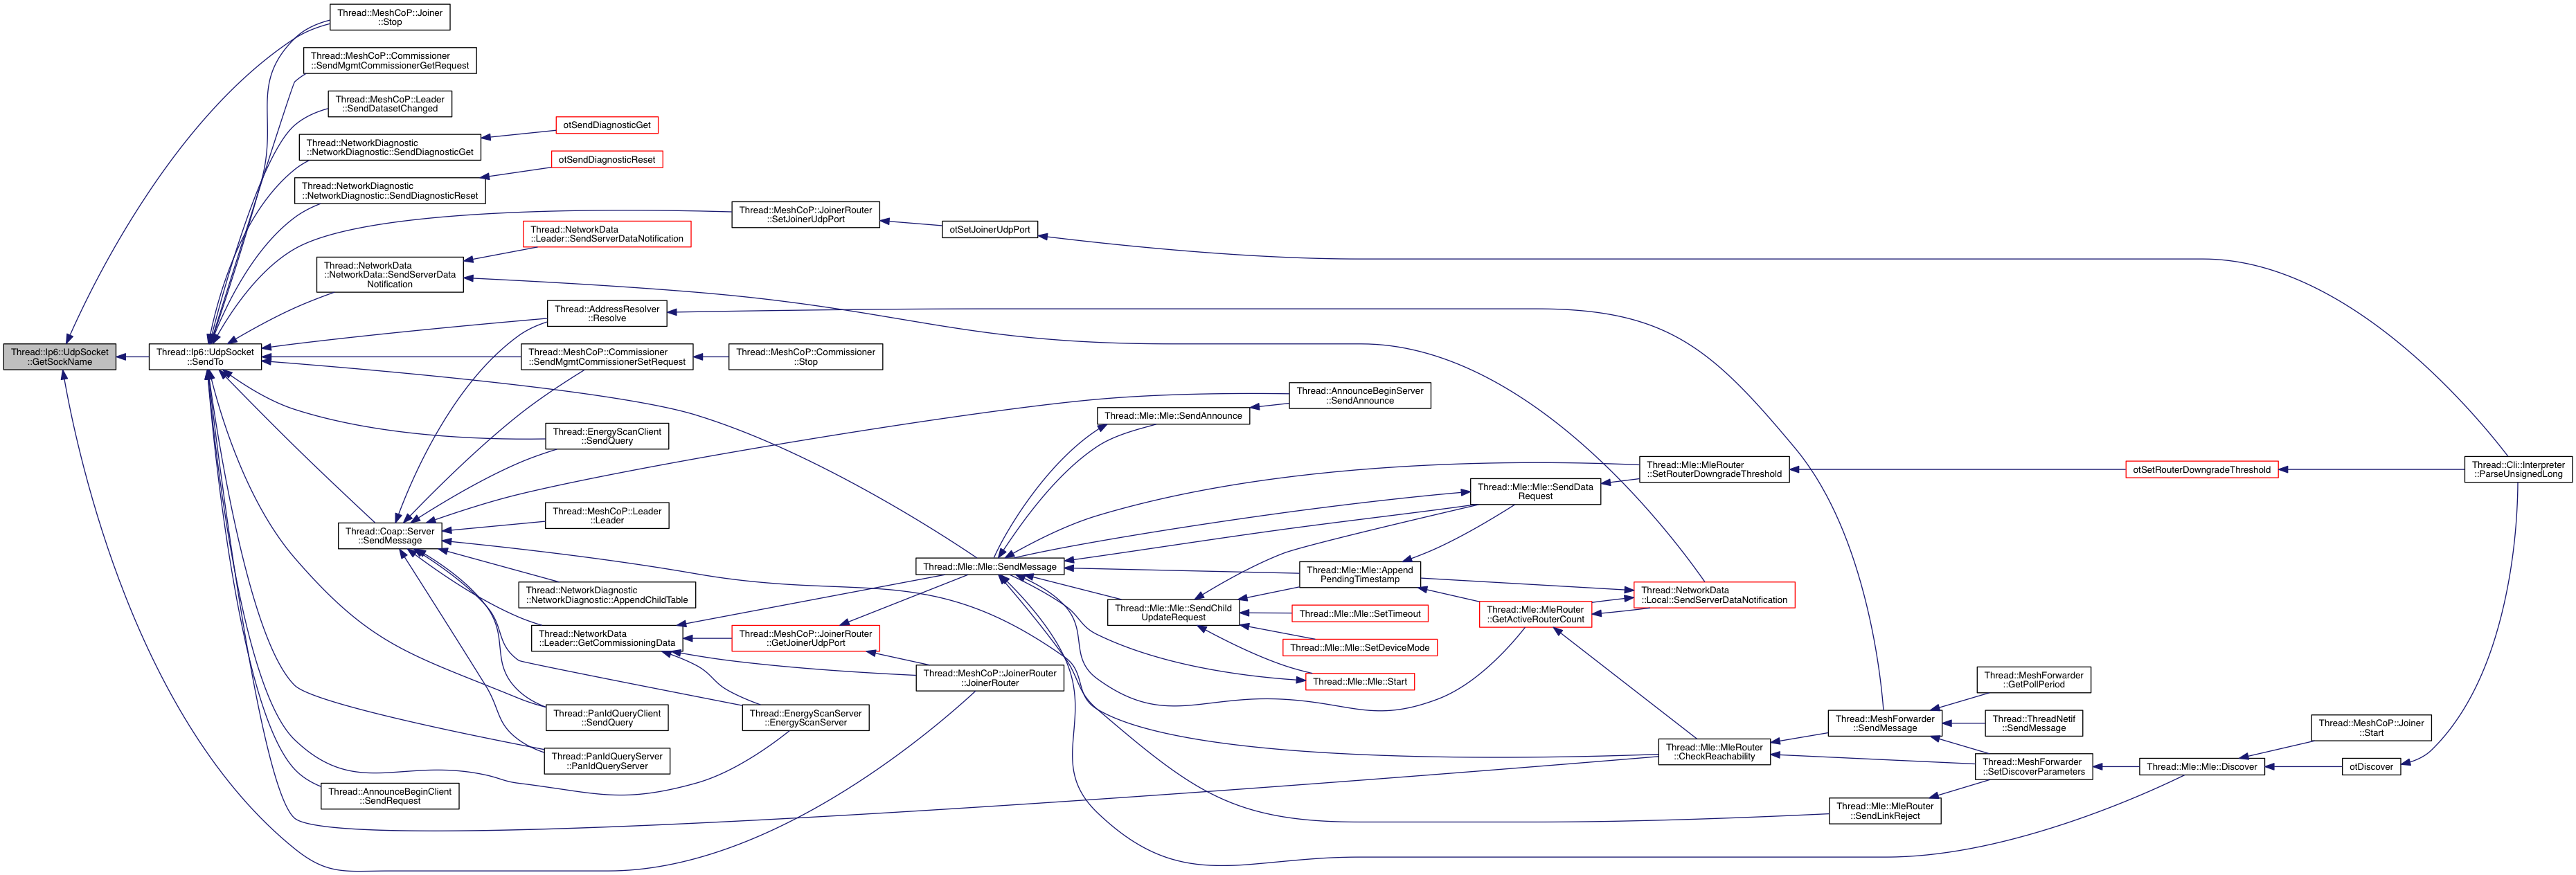 Thread::MeshCoP::Joiner
::Stop
Thread::MeshCoP::Commissioner
::SendMgmtCommissionerGetRequest
Thread::MeshCoP::Leader
::SendDatasetChanged
otSendDiagnosticGet
Thread::NetworkDiagnostic
::NetworkDiagnostic::SendDiagnosticGet
otSendDiagnosticReset
Thread::NetworkDiagnostic
::NetworkDiagnostic::SendDiagnosticReset
Thread::MeshCoP::JoinerRouter
::SetJoinerUdpPort
otSetJoinerUdpPort
Thread::NetworkData
::Leader::SendServerDataNotification
Thread::NetworkData
::NetworkData::SendServerData
Notification
Thread::AddressResolver
::Resolve
Thread::Ip6::UdpSocket
::GetSockName
Thread::Ip6::UdpSocket
::SendTo
Thread::MeshCoP::Commissioner
::SendMgmtCommissionerSetRequest
Thread::MeshCoP::Commissioner
::Stop
Thread::AnnounceBeginServer
::SendAnnounce
Thread::Mle::Mle::SendAnnounce
Thread::EnergyScanClient
::SendQuery
Thread::Mle::MleRouter
::SetRouterDowngradeThreshold
otSetRouterDowngradeThreshold
Thread::Cli::Interpreter
::ParseUnsignedLong
Thread::Mle::Mle::SendData
Request
Thread::MeshCoP::Leader
::Leader
Thread::Coap::Server
::SendMessage
Thread::Mle::Mle::SendMessage
Thread::Mle::Mle::Append
PendingTimestamp
Thread::NetworkDiagnostic
::NetworkDiagnostic::AppendChildTable
Thread::NetworkData
::Local::SendServerDataNotification
Thread::Mle::Mle::SendChild
UpdateRequest
Thread::Mle::Mle::SetTimeout
Thread::Mle::MleRouter
::GetActiveRouterCount
Thread::NetworkData
::Leader::GetCommissioningData
Thread::MeshCoP::JoinerRouter
::GetJoinerUdpPort
Thread::Mle::Mle::SetDeviceMode
Thread::MeshCoP::JoinerRouter
::JoinerRouter
Thread::Mle::Mle::Start
Thread::MeshForwarder
::GetPollPeriod
Thread::PanIdQueryClient
::SendQuery
Thread::EnergyScanServer
::EnergyScanServer
Thread::MeshForwarder
::SendMessage
Thread::ThreadNetif
::SendMessage
Thread::MeshCoP::Joiner
::Start
Thread::PanIdQueryServer
::PanIdQueryServer
Thread::Mle::MleRouter
::CheckReachability
Thread::MeshForwarder
::SetDiscoverParameters
Thread::Mle::Mle::Discover
otDiscover
Thread::AnnounceBeginClient
::SendRequest
Thread::Mle::MleRouter
::SendLinkReject